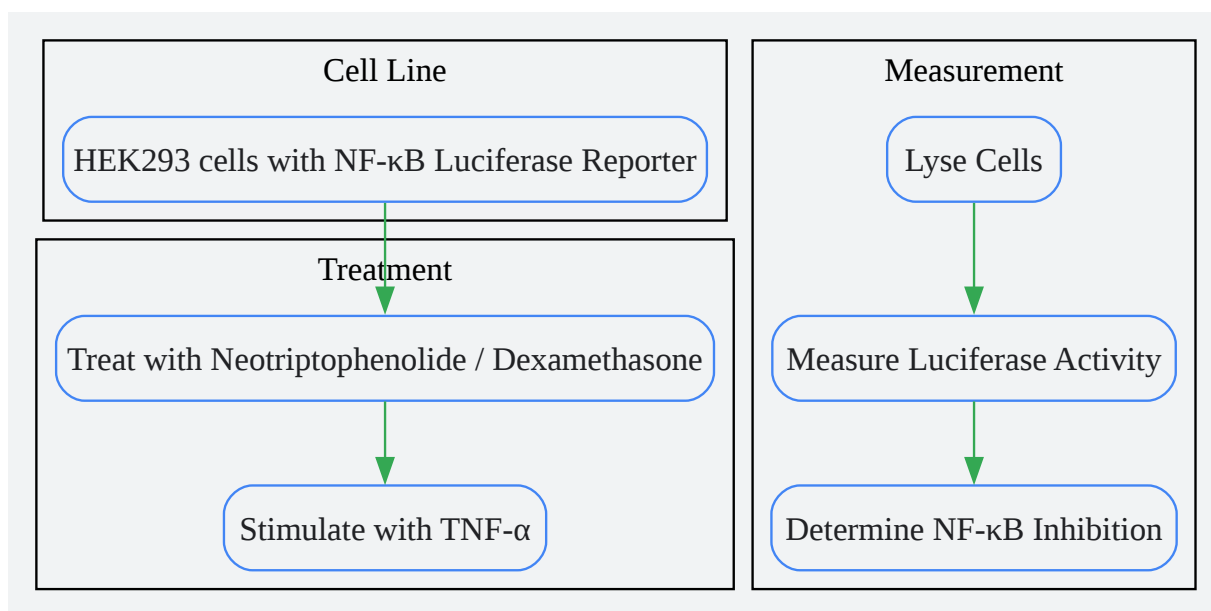 Cell Line
HEK293 cells with NF-κB Luciferase Reporter
Treatment
Treat with Neotriptophenolide / Dexamethasone
Stimulate with TNF-α
Measurement
Lyse Cells
Measure Luciferase Activity
Determine NF-κB Inhibition